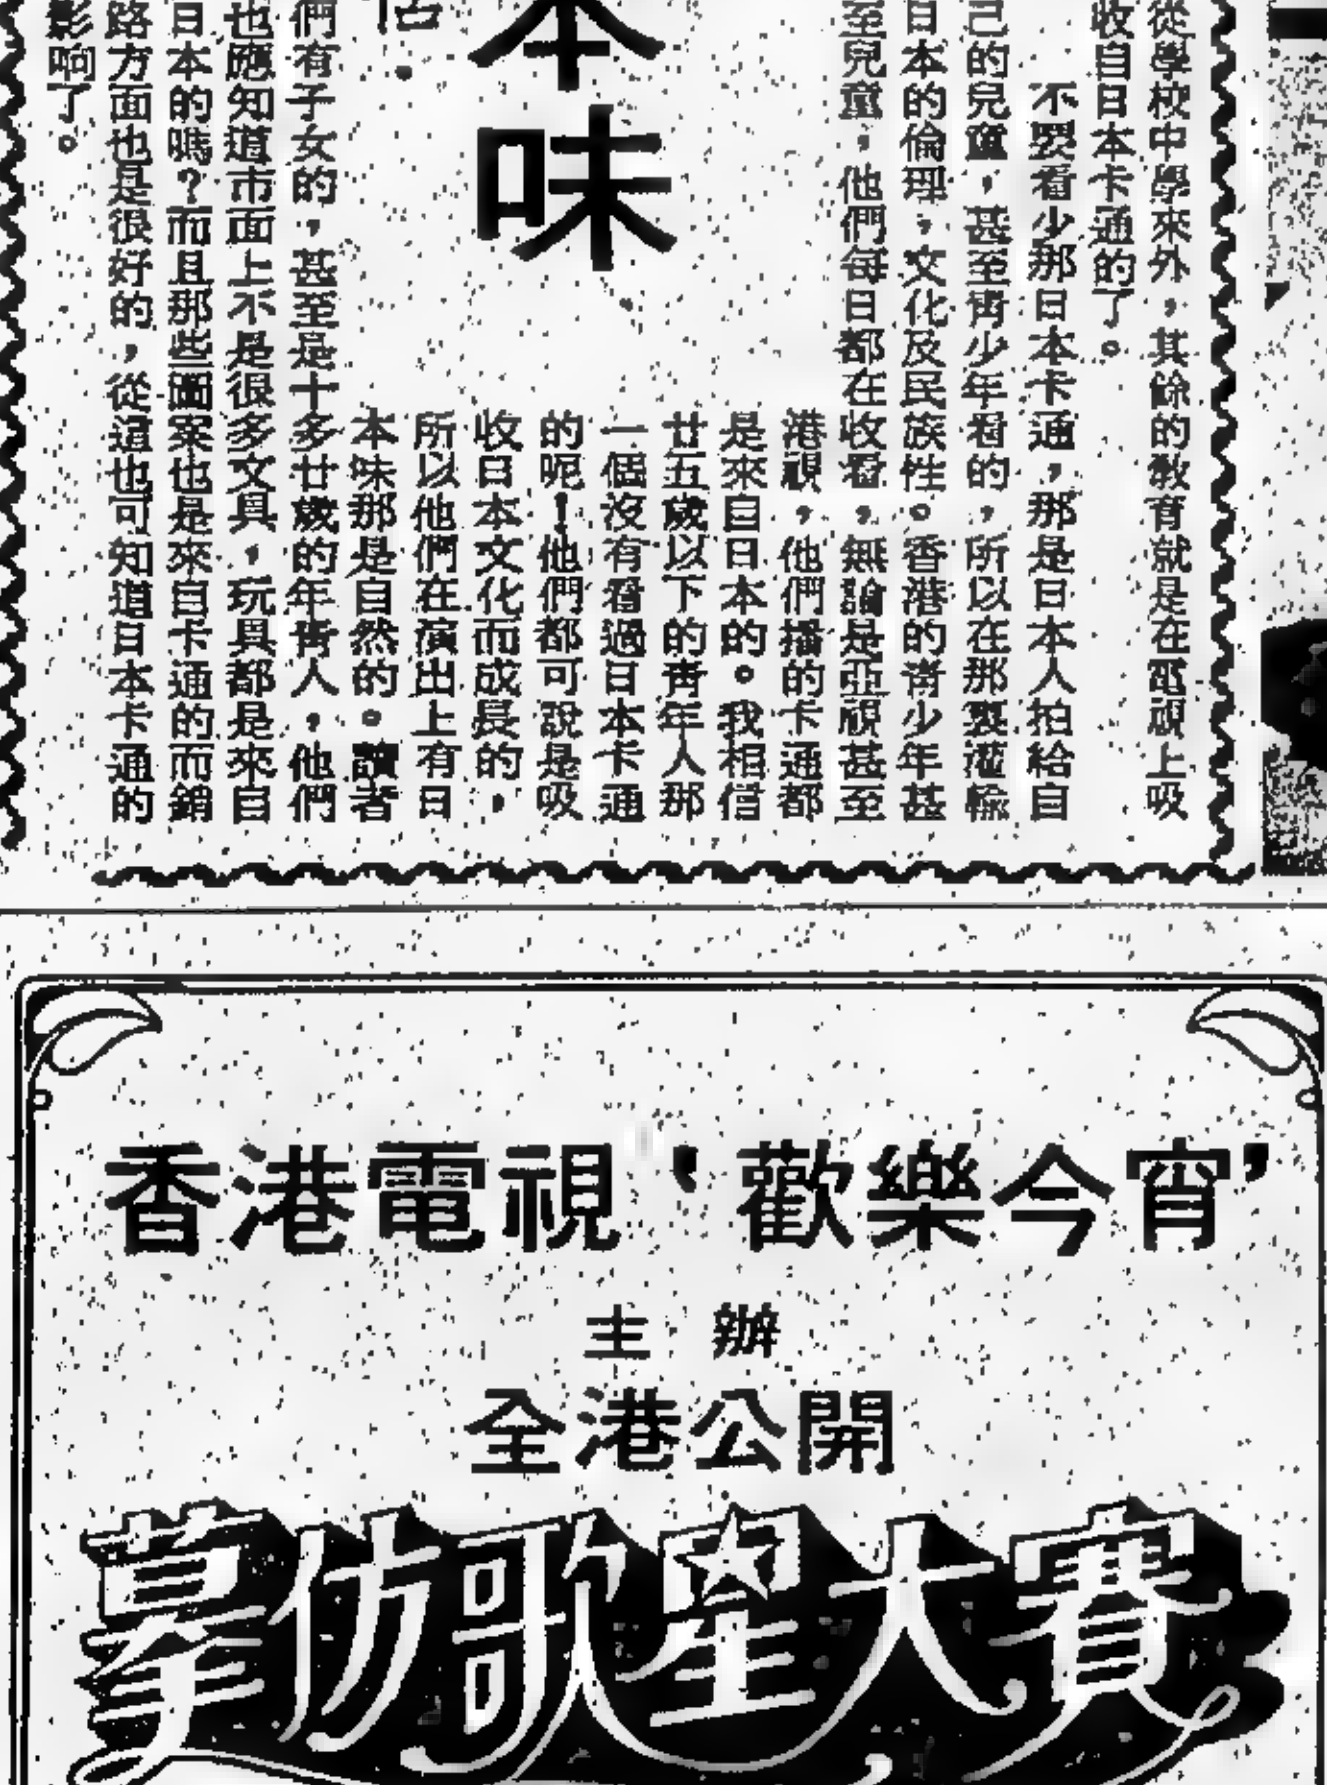 從學校中學來外，其餘的教育就是在電視上吸
收自日本卡通的了。
不要看少那日本卡通，那是日本人拍給自
己的兒童，甚至青少年看的，所以在那裏灌輸
日本的倫理，文化及民族性。香港的青少年甚
至兒童，他們每日都在收看，無論是亞視甚至
港視，他們播的卡通都
是來自日本的。我相信
廿五歲以下的青年人那
一個沒有看過日本卡通
的呢！他們都可說是吸
收日本文化而成長的，
所以他們在演出上有日
本味那是自然的。讀者
本味
們有子女的，甚至是十多廿歲的年青人，他們
也應知道市面上不是很多文具，玩具都是來自
日本的嗎？而且那些圖案也是來自卡通的而銷
路方面也是很好的，從這也可知道日本卡通的
影响了。
香港電視‘歡樂今宵’
主辦
全港公開
摹仿歌星大賽